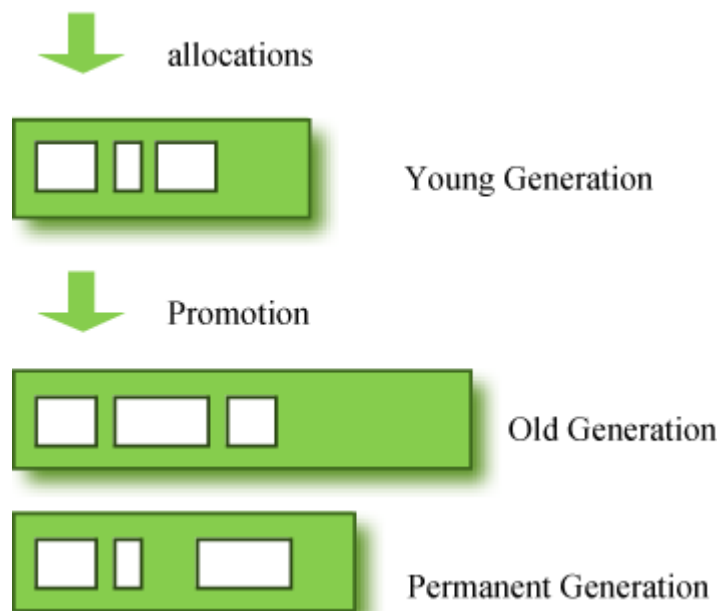 allocations
Young Generation
Promotion
Old Generation
Permanent Generation